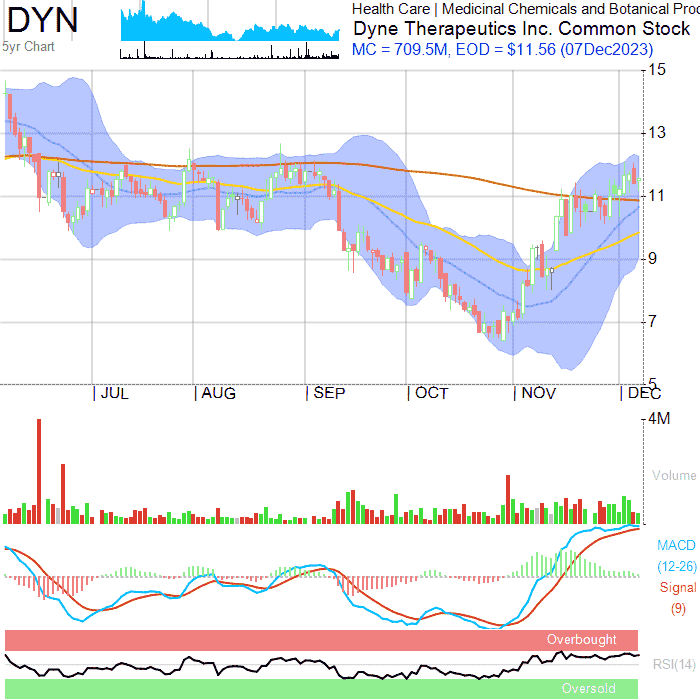 DYN
5yr Chart
Health Care | Medicinal Chemicals and Botanical Proc
Dyne Therapeutics Inc. Common Stock
MC = 709.5M, EOD = $11.56 (07Dec2023)
15
13
11
9
7
5
JUL AUG SEP OCT NOV DEC
4M
Volume
MACD
(12-26)
Signal
(9)
Overbought
RSI(14)
Oversold